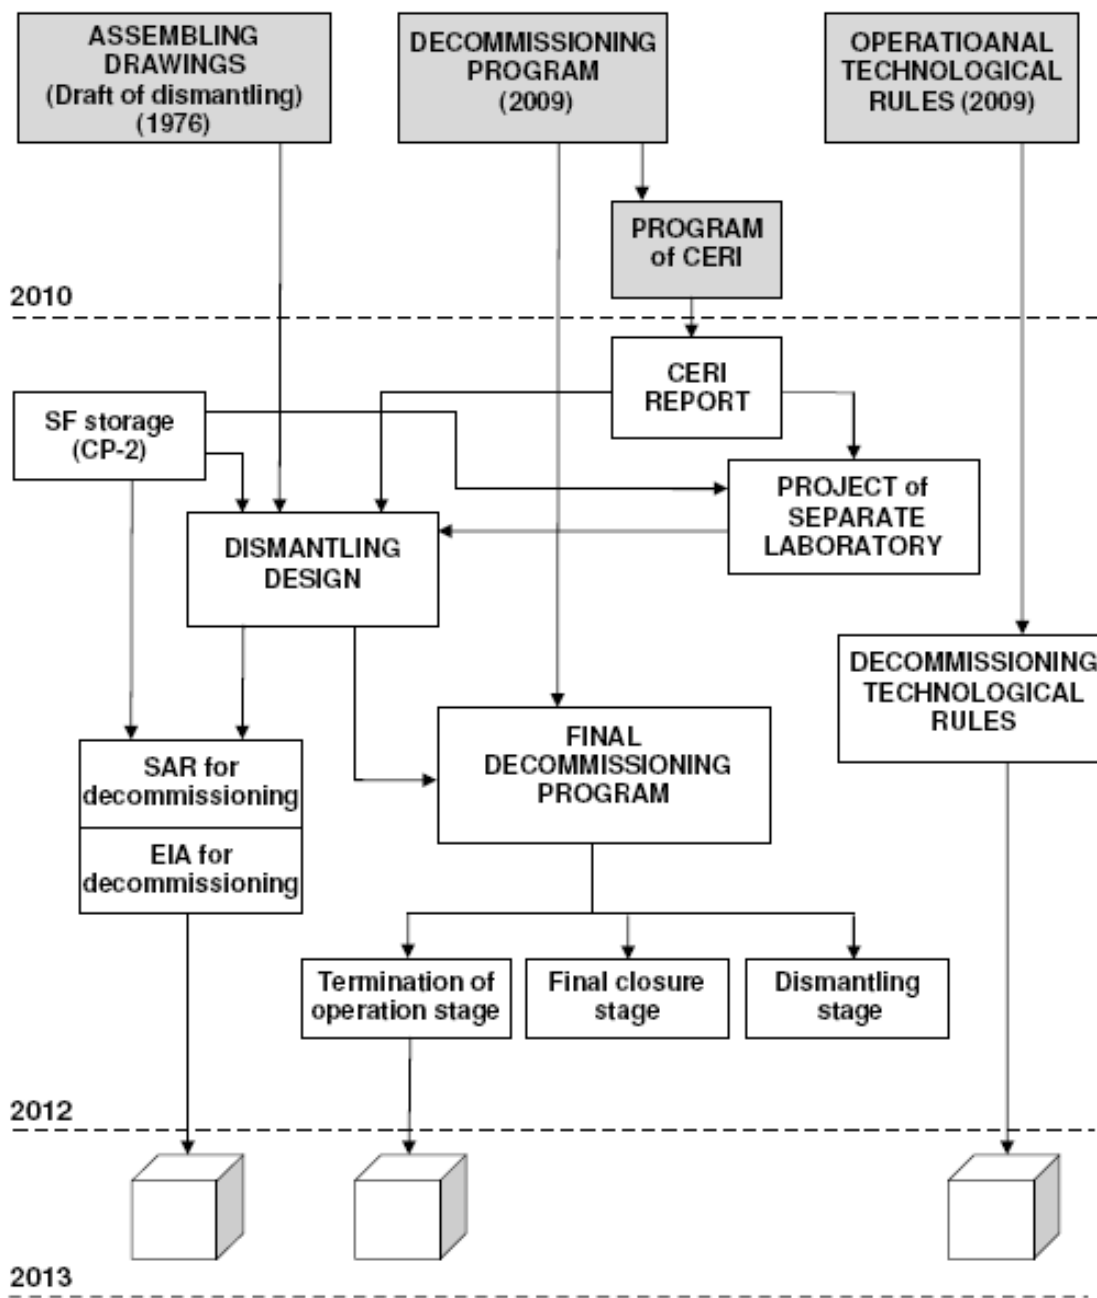 ASSEMBLING
DRAWINGS
(Draft of dismantling)
(1976)
DECOMMISSIONING
PROGRAM
(2009)
OPERATIOANAL
TECHNOLOGICAL
RULES (2009)
PROGRAM
of CERI
2010
CERI
REPORT
SF storage
(CP-2)
PROJECT of
SEPARATE
LABORATORY
DISMANTLING
DESIGN
DECOMMISSIONING
TECHNOLOGICAL
RULES
FINAL
DECOMMISSIONING
PROGRAM
SAR for
decommissioning
EIA for
decommissioning
Termination of
operation stage
Final closure
stage
Dismantling
stage
2012
2013